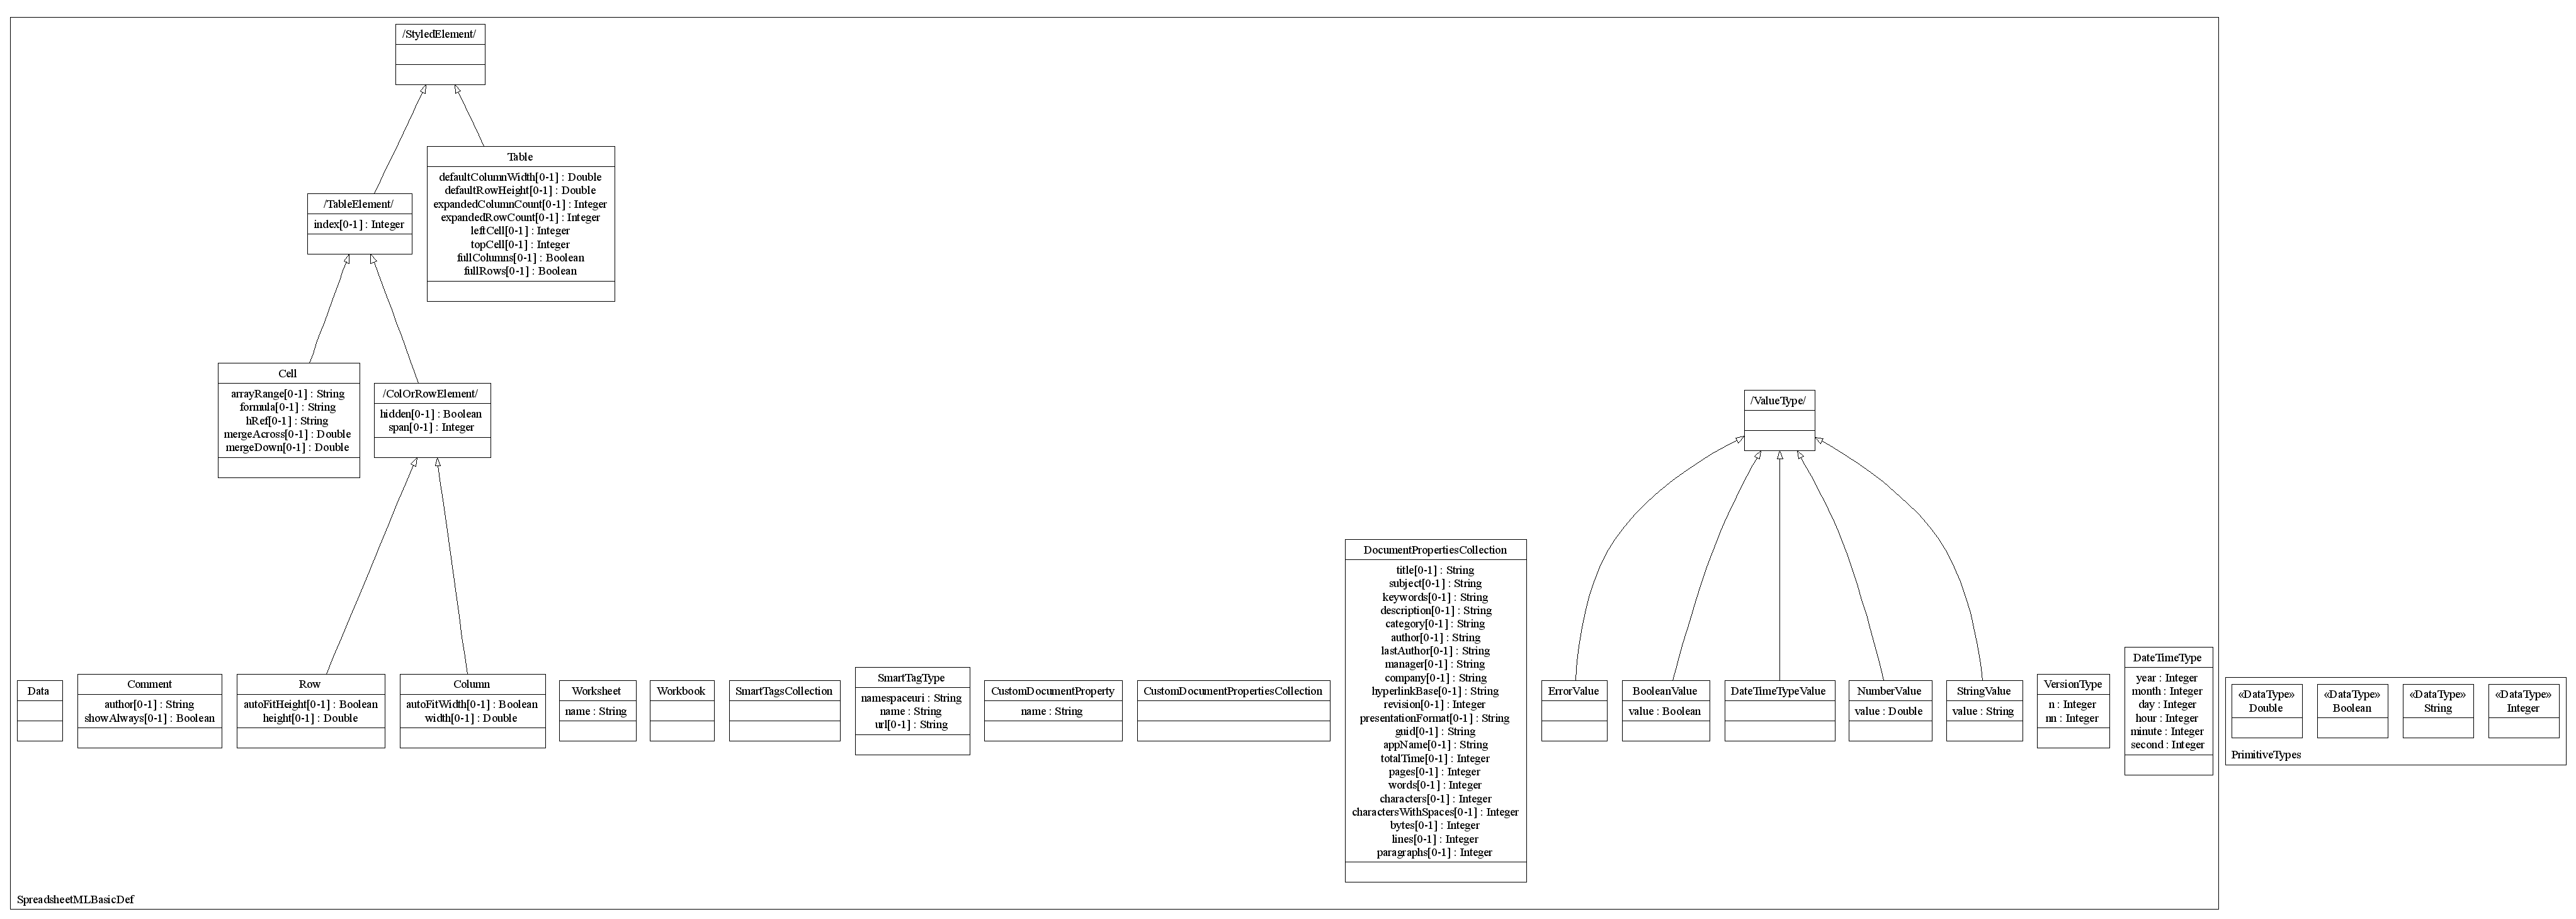 /StyledElement/
Table
defaultColumnWidth[0-1] : Double
defaultRowHeight[0-1] : Double
expandedColumnCount[0-1] : Integer
expandedRowCount[0-1] : Integer
leftCell[0-1] : Integer
topCell[0-1] : Integer
fullColumns[0-1] : Boolean
fullRows[0-1] : Boolean
/TableElement/
index[0-1] : Integer
Cell
arrayRange[0-1] : String
formula[0-1] : String
hRef[0-1] : String
mergeAcross[0-1] : Double
mergeDown[0-1] : Double
/ColOrRowElement/
hidden[0-1] : Boolean
span[0-1] : Integer
/ValueType/
Data
Comment
author[0-1] : String
showAlways[0-1] : Boolean
Row
autoFitHeight[0-1] : Boolean
height[0-1] : Double
Column
autoFitWidth[0-1] : Boolean
width[0-1] : Double
Worksheet
name : String
Workbook
SmartTagsCollection
SmartTagType
namespaceuri : String
name : String
url[0-1] : String
CustomDocumentProperty
name : String
CustomDocumentPropertiesCollection
DocumentPropertiesCollection
title[0-1] : String
subject[0-1] : String
keywords[0-1] : String
description[0-1] : String
category[0-1] : String
author[0-1] : String
lastAuthor[0-1] : String
manager[0-1] : String
company[0-1] : String
hyperlinkBase[0-1] : String
revision[0-1] : Integer
presentationFormat[0-1] : String
guid[0-1] : String
appName[0-1] : String
totalTime[0-1] : Integer
pages[0-1] : Integer
words[0-1] : Integer
characters[0-1] : Integer
charactersWithSpaces[0-1] : Integer
bytes[0-1] : Integer
lines[0-1] : Integer
paragraphs[0-1] : Integer
ErrorValue
BooleanValue
value : Boolean
DateTimeTypeValue
NumberValue
value : Double
StringValue
value : String
VersionType
n : Integer
nn : Integer
DateTimeType
year : Integer
month : Integer
day : Integer
hour : Integer
minute : Integer
second : Integer
SpreadsheetMLBasicDef
«DataType»
Double
«DataType»
Boolean
«DataType»
String
«DataType»
Integer
PrimitiveTypes